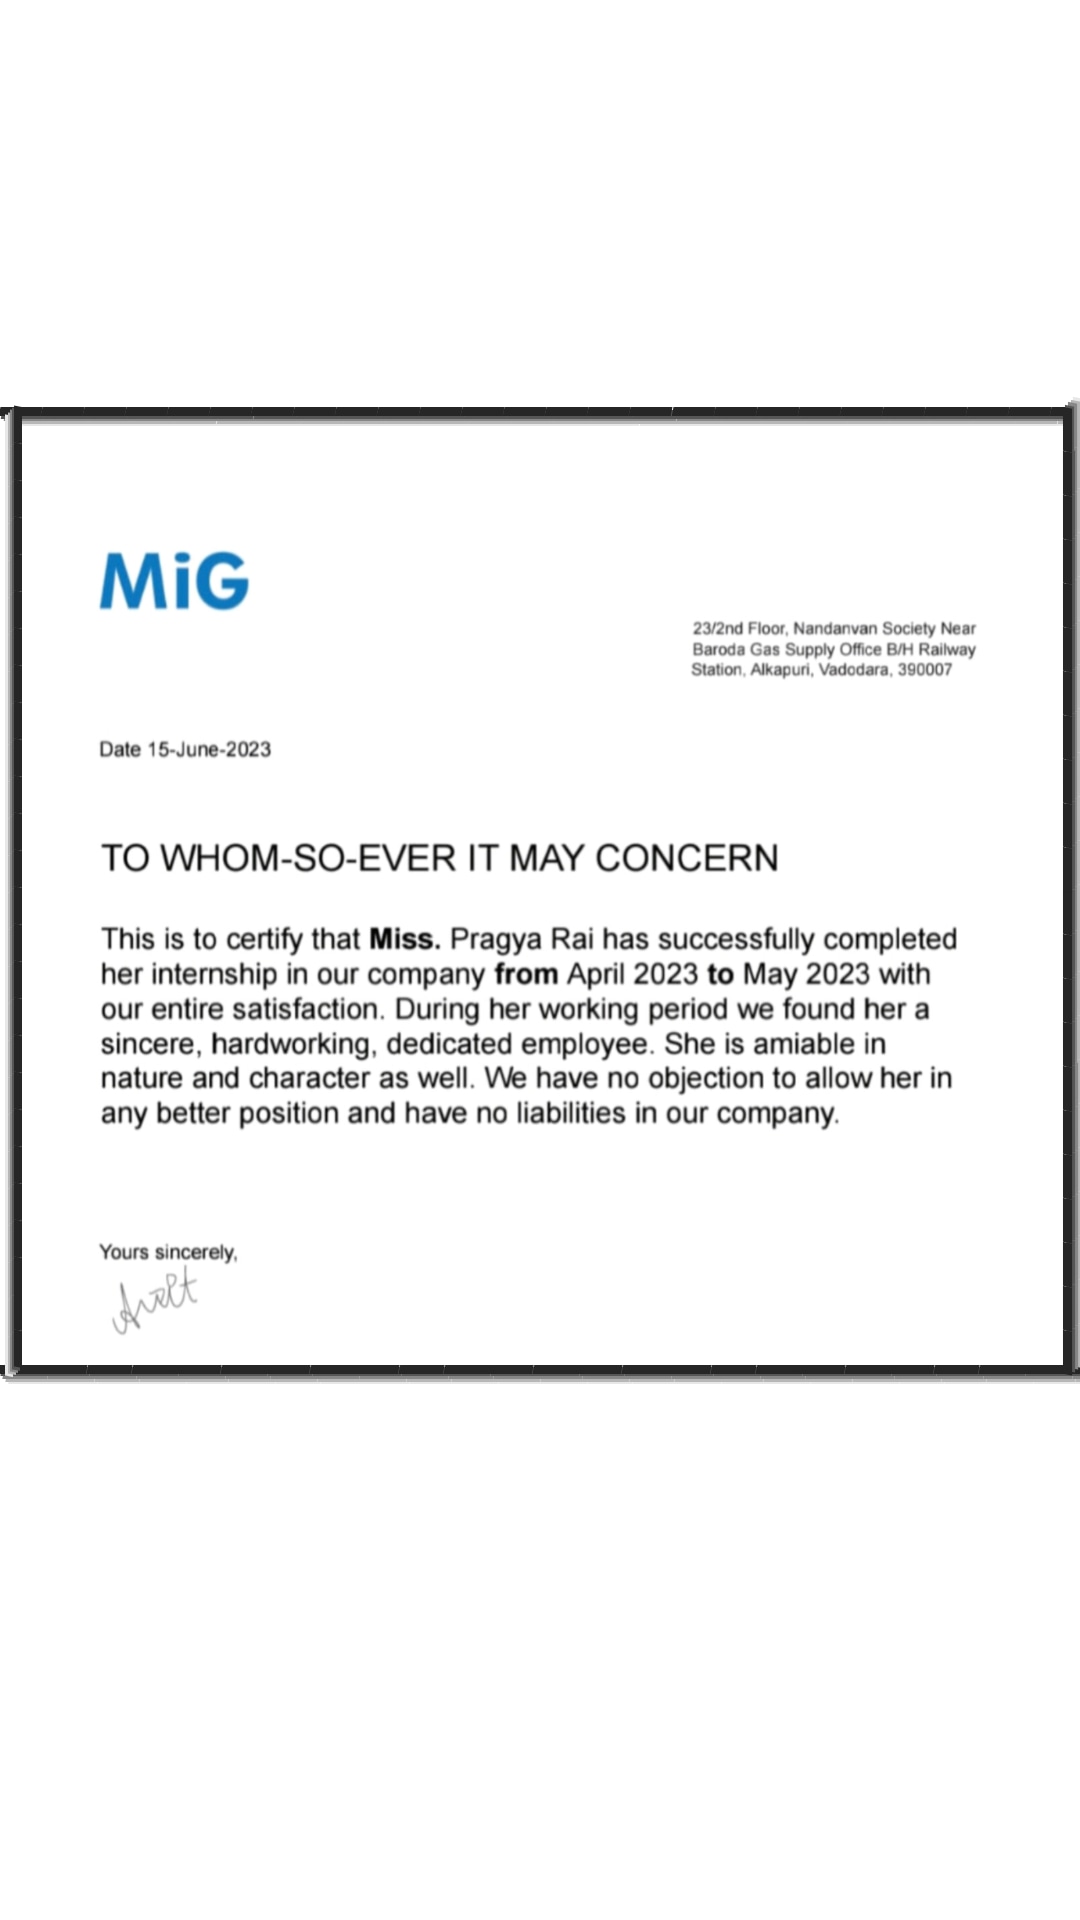 MiG
23/2nd Floor, Nandanvan Society Near
Baroda Gas Supply Office B/H Railway
Station, Alkapuri, Vadodara, 390007
Date 15-June-2023
TO WHOM-SO-EVER IT MAY CONCERN
This is to certify that Miss. Pragya Rai has successfully completed
her internship in our company from April 2023 to May 2023 with
our entire satisfaction. During her working period we found her a
sincere, hardworking, dedicated employee. She is amiable in
nature and character as well. We have no objection to allow her in
any better position and have no liabilities in our company.
Yours sincerely,